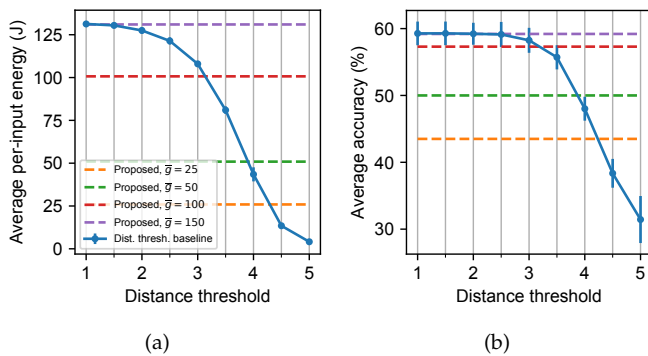 Average per-input energy (J)
125
100
75
50
25
0
Proposed, g̅ = 25
Proposed, g̅ = 50
Proposed, g̅ = 100
Proposed, g̅ = 150
Dist. thresh. baseline
1 2 3 4 5
Distance threshold
(a)
Average accuracy (%)
60
50
40
30
1 2 3 4 5
Distance threshold
(b)